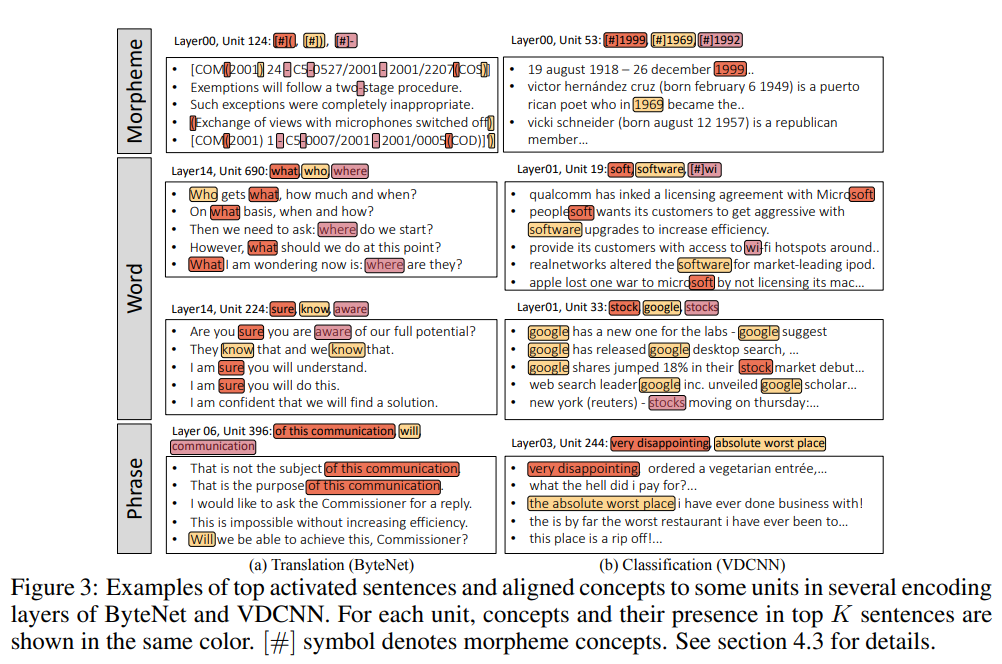 Morpheme
Layer00, Unit 124: [#](, [#]), [#]-
• [COM(2001) 24 - C5-0527/2001 - 2001/2207(COS)]
• Exemptions will follow a two-stage procedure.
• Such exceptions were completely inappropriate.
• (Exchange of views with microphones switched off)
• [COM(2001) 1 - C5-0007/2001 - 2001/0005(COD)]")
Layer00, Unit 53: [#]1999, [#]1969, [#]1992
• 19 august 1918 – 26 december 1999..
• victor hernández cruz (born february 6 1949) is a puerto
rican poet who in 1969 became the..
• vicki schneider (born august 12 1957) is a republican
member…
Word
Layer14, Unit 690: what, who, where
• Who gets what, how much and when?
• On what basis, when and how?
• Then we need to ask: where do we start?
• However, what should we do at this point?
• What I am wondering now is: where are they?
Layer01, Unit 19: soft, software, [#]wi
• qualcomm has inked a licensing agreement with Microsoft
• peoplesoft wants its customers to get aggressive with
software upgrades to increase efficiency.
• provide its customers with access to wi-fi hotspots around..
• realnetworks altered the software for market-leading ipod.
• apple lost one war to microsoft by not licensing its mac…
Layer14, Unit 224: sure, know, aware
• Are you sure you are aware of our full potential?
• They know that and we know that.
• I am sure you will understand.
• I am sure you will do this.
• I am confident that we will find a solution.
Layer01, Unit 33: stock, google, stocks
• google has a new one for the labs - google suggest
• google has released google desktop search, …
• google shares jumped 18% in their stock market debut…
• web search leader google inc. unveiled google scholar…
• new york (reuters) - stocks moving on thursday:…
Phrase
Layer 06, Unit 396: of this communication, will,
communication
• That is not the subject of this communication.
• That is the purpose of this communication.
• I would like to ask the Commissioner for a reply.
• This is impossible without increasing efficiency.
• Will we be able to achieve this, Commissioner?
Layer03, Unit 244: very disappointing, absolute worst place
• very disappointing. ordered a vegetarian entrée,…
• what the hell did i pay for?…
• the absolute worst place i have ever done business with!
• the is by far the worst restaurant i have ever been to…
• this place is a rip off!…
(a) Translation (ByteNet)
(b) Classification (VDCNN)
Figure 3: Examples of top activated sentences and aligned concepts to some units in several encoding
layers of ByteNet and VDCNN. For each unit, concepts and their presence in top K sentences are
shown in the same color. [#] symbol denotes morpheme concepts. See section 4.3 for details.